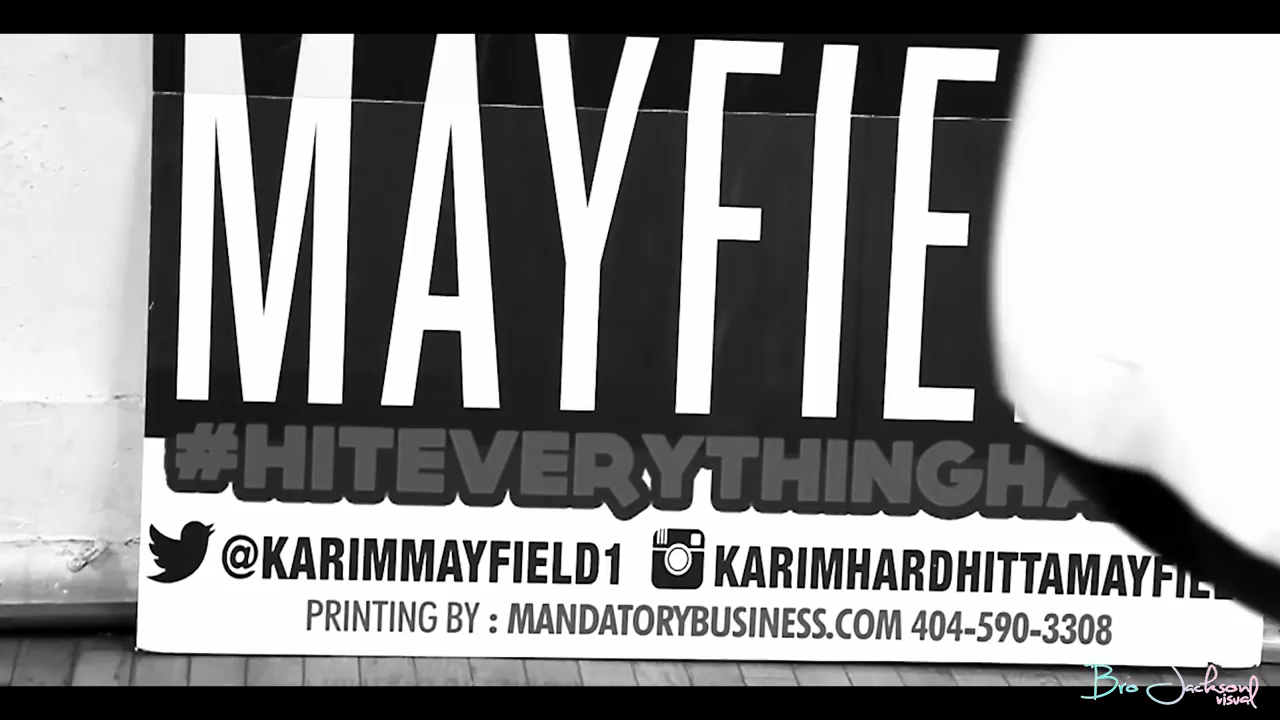 MAYFIE
#HITEVERYTHINGHA
@KARIMMAYFIELD1 KARIMHARDHITTAMAYFIE
PRINTING BY : MANDATORYBUSINESS.COM 404-590-3308
Bro Jackson
visual